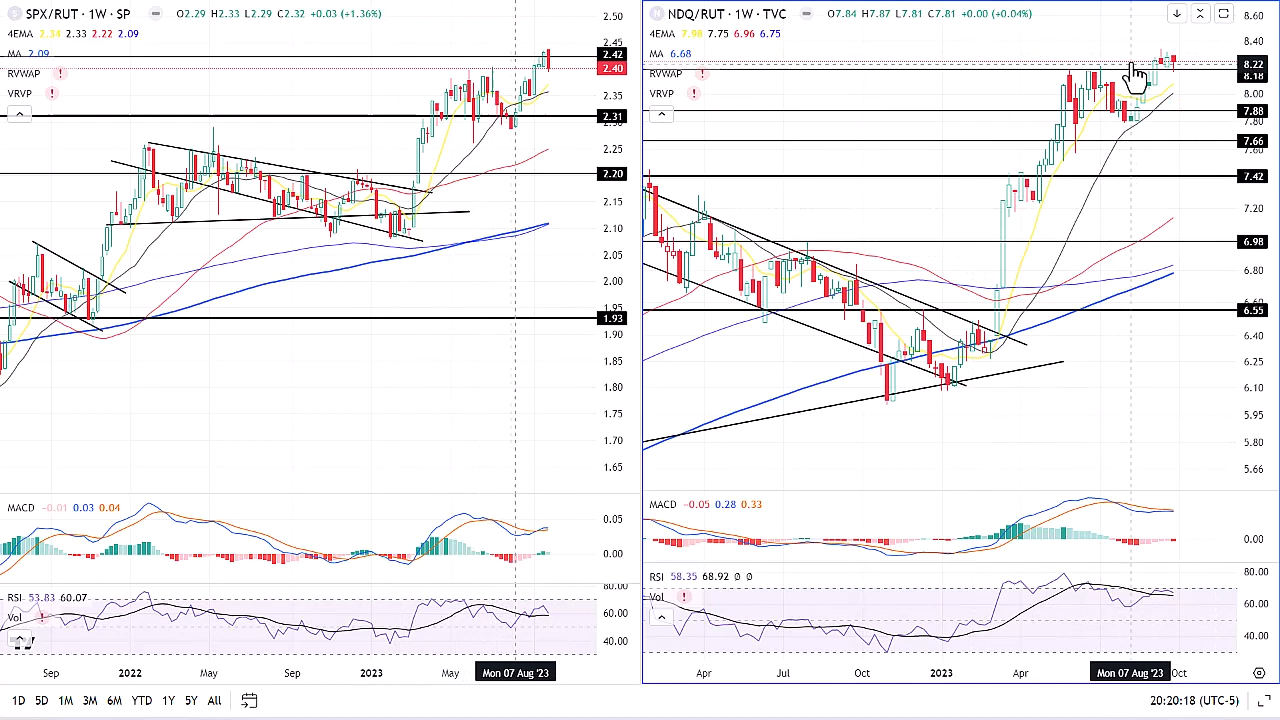 SPX/RUT · 1W · SP O2.29 H2.33 L2.29 C2.32 +0.03 (+1.36%)
4EMA 2.34 2.33 2.22 2.09
MA 2.09
RVWAP !
VRVP !
2.50
2.45
2.42
2.40
2.35
2.31
2.25
2.20
2.15
2.10
2.05
2.00
1.95
1.93
1.90
1.85
1.80
1.75
1.70
1.65
MACD -0.01 0.03 0.04
0.05
0.00
RSI 53.83 60.07
Vol !
80.00
60.00
40.00
Sep 2022 May Sep 2023 May Mon 07 Aug '23
NDQ/RUT · 1W · TVC O7.84 H7.87 L7.81 C7.81 +0.00 (+0.04%)
4EMA 7.98 7.75 6.96 6.75
MA 6.68
RVWAP !
VRVP !
8.60
8.40
8.22
8.18
8.00
7.88
7.80
7.66
7.60
7.42
7.20
6.98
6.80
6.55
6.40
6.25
6.10
5.95
5.80
5.66
MACD -0.05 0.28 0.33
0.00
RSI 58.35 68.92 0 0
Vol !
80.00
60.00
40.00
Apr Jul Oct 2023 Apr Mon 07 Aug '23 Oct
1D 5D 1M 3M 6M YTD 1Y 5Y All
20:20:18 (UTC-5)